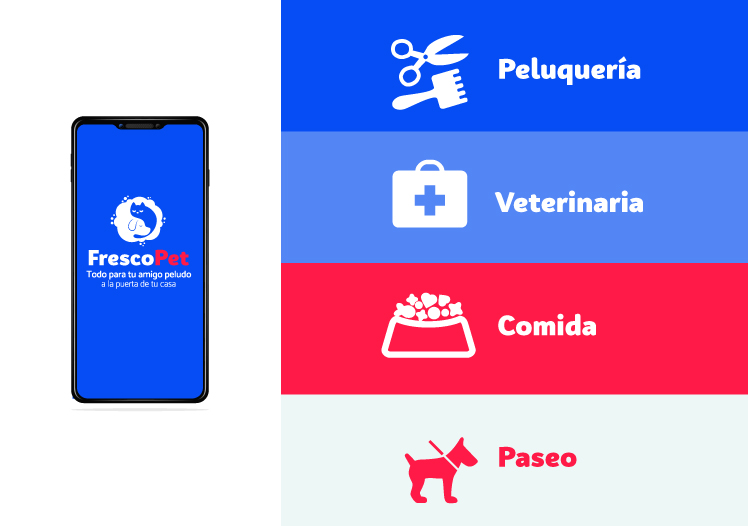 FrescoPet
Todo para tu amigo peludo
a la puerta de tu casa
Peluquería
Veterinaria
Comida
Paseo